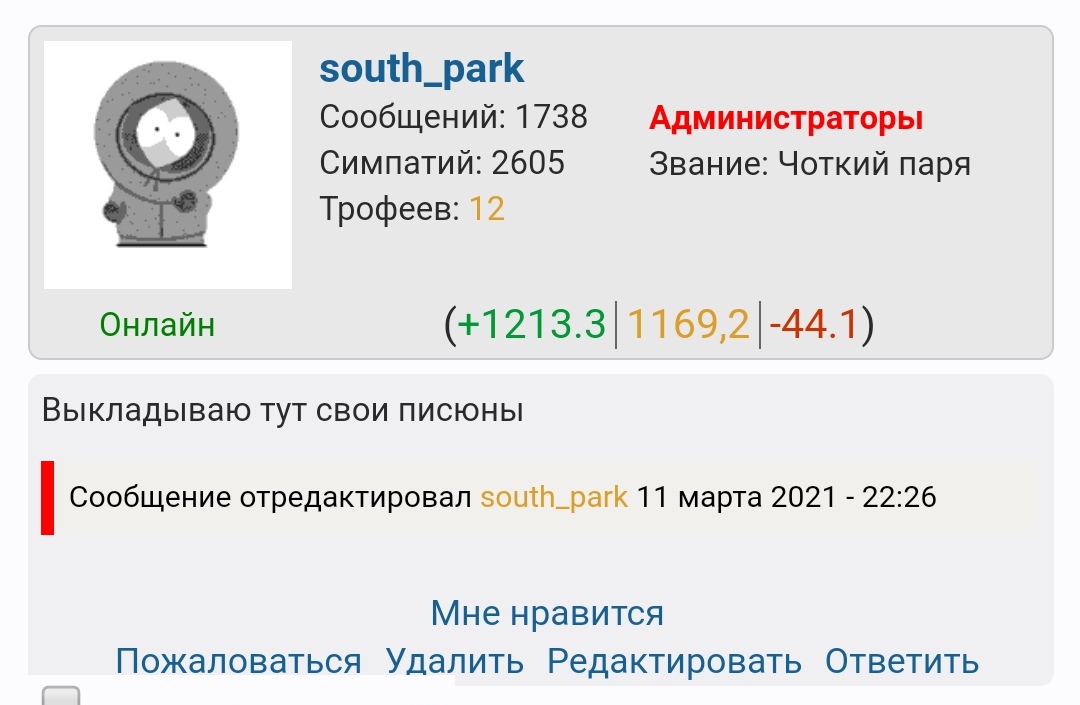 south_park
Сообщений: 1738
Администраторы
Симпатий: 2605
Звание: Чоткий паря
Трофеев: 12
Онлайн
(+1213.3|1169,2|-44.1)
Выкладываю тут свои писюны
Сообщение отредактировал south_park 11 марта 2021 - 22:26
Мне нравится
Пожаловаться Удалить Редактировать Ответить